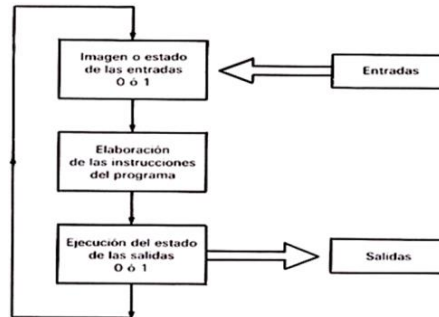 Imagen o estado
de las entradas
0 ó 1
Entradas
Elaboración
de las instrucciones
del programa
Ejecución del estado
de las salidas
0 ó 1
Salidas